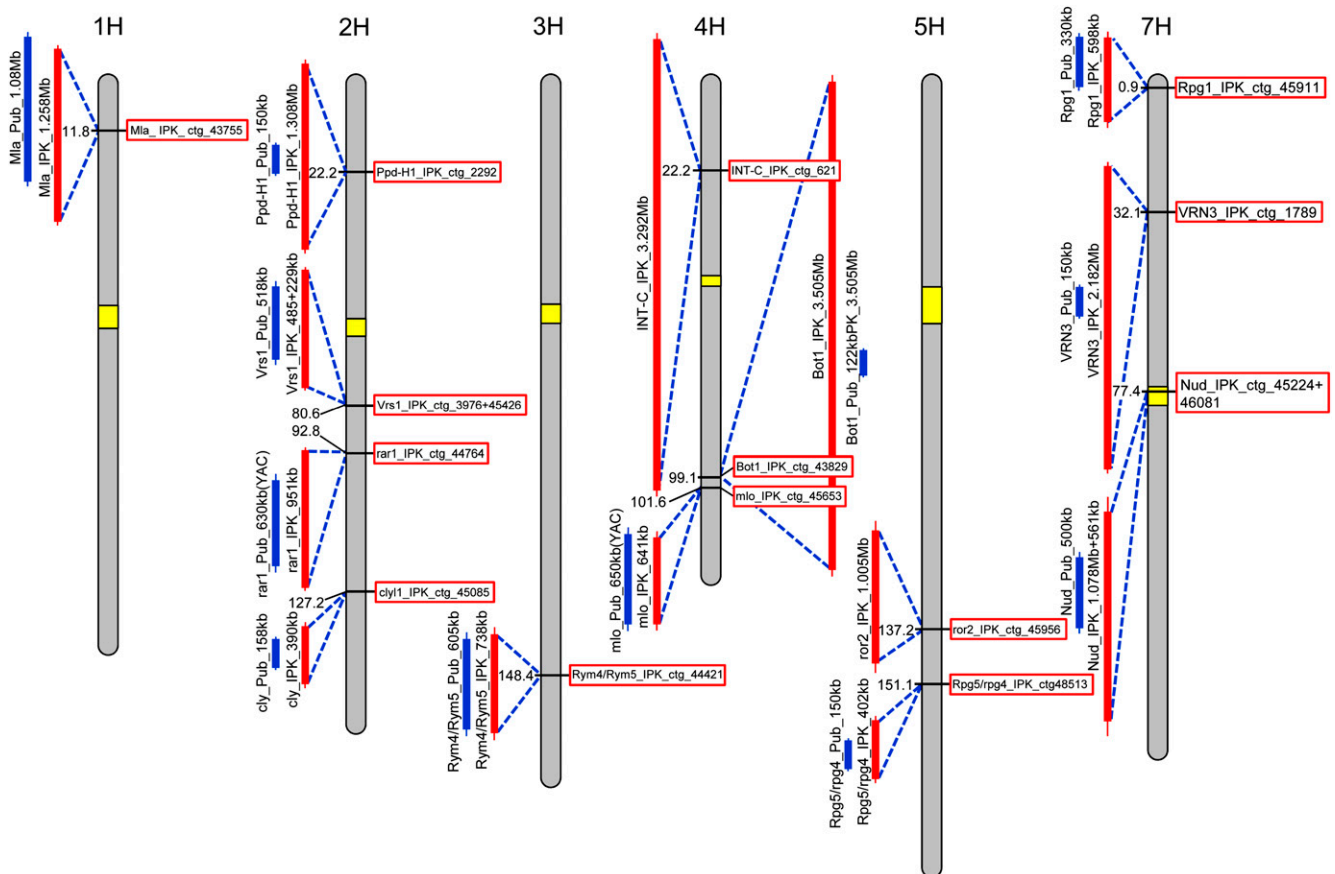 1H
2H
3H
4H
5H
7H
Mla_Pub_1.08Mb
Mla_IPK_1.258Mb
11.8
Mla_ IPK_ ctg_43755
Ppd-H1_Pub_150kb
Ppd-H1_IPK_1.308Mb
22.2
Ppd-H1_IPK_ctg_2292
Vrs1_Pub_518kb
Vrs1_IPK_485+229kb
80.6
Vrs1_IPK_ctg_3976+45426
92.8
rar1_IPK_ctg_44764
rar1_Pub_630kb(YAC)
rar1_IPK_951kb
127.2
clyl1_IPK_ctg_45085
cly_Pub_158kb
cly_IPK_390kb
Rym4/Rym5_Pub_605kb
Rym4/Rym5_IPK_738kb
148.4
Rym4/Rym5_IPK_ctg_44421
INT-C_IPK_3.292Mb
22.2
INT-C_IPK_ctg_621
Bot1_IPK_3.505Mb
Bot1_Pub_122kbPK_3.505Mb
99.1
Bot1_IPK_ctg_43829
101.6
mlo_IPK_ctg_45653
mlo_Pub_650kb(YAC)
mlo_IPK_641kb
ror2_IPK_1.005Mb
137.2
ror2_IPK_ctg_45956
151.1
Rpg5/rpg4_IPK_ctg48513
Rpg5/rpg4_Pub_150kb
Rpg5/rpg4_IPK_402kb
Rpg1_Pub_330kb
Rpg1_IPK_598kb
0.9
Rpg1_IPK_ctg_45911
32.1
VRN3_IPK_ctg_1789
VRN3_Pub_150kb
VRN3_IPK_2.182Mb
77.4
Nud_IPK_ctg_45224+
46081
Nud_Pub_500kb
Nud_IPK_1.078Mb+561kb